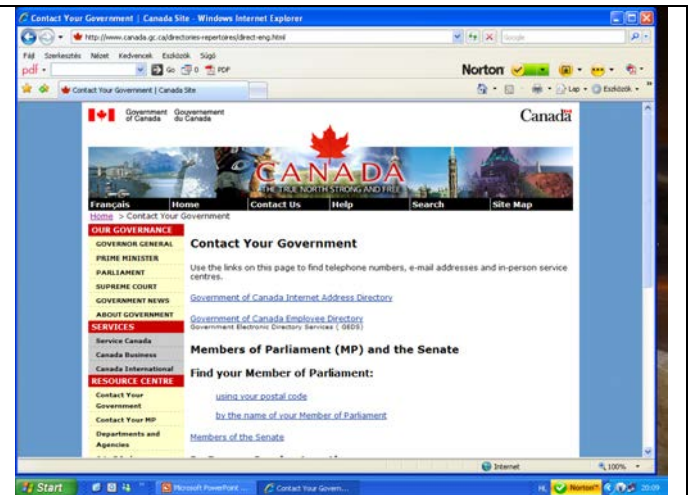 Contact Your Government | Canada Site - Windows Internet Explorer
http://www.canada.gc.ca/directories-repertoires/direct-eng.html
Google
Fájl Szerkesztés Nézet Kedvencek Eszközök Súgó
pdf Go 0 PDF Norton
Contact Your Government | Canada Site Lap Eszközök
Government of Canada Gouvernement du Canada Canada
CANADA
THE TRUE NORTH STRONG AND FREE
Français Home Contact Us Help Search Site Map
Home > Contact Your Government
OUR GOVERNANCE
GOVERNOR GENERAL
PRIME MINISTER
PARLIAMENT
SUPREME COURT
GOVERNMENT NEWS
ABOUT GOVERNMENT
SERVICES
Service Canada
Canada Business
Canada International
RESOURCE CENTRE
Contact Your
Government
Contact Your MP
Departments and
Agencies
Contact Your Government
Use the links on this page to find telephone numbers, e-mail addresses and in-person service
centres.
Government of Canada Internet Address Directory
Government of Canada Employee Directory
Government Electronic Directory Services ( GEDS)
Members of Parliament (MP) and the Senate
Find your Member of Parliament:
using your postal code
by the name of your Member of Parliament
Members of the Senate
Internet 100%
Start Microsoft PowerPoint ... Contact Your Govern... Norton 20:09